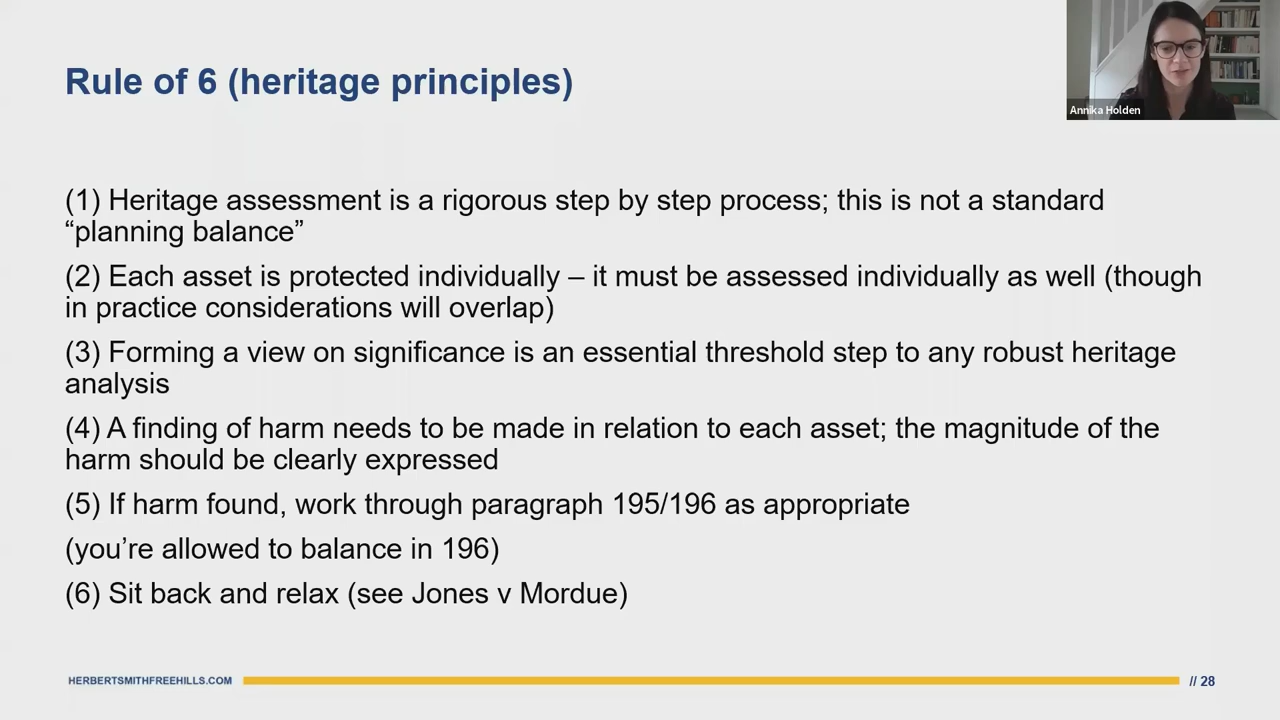 Rule of 6 (heritage principles)
Annika Holden
(1) Heritage assessment is a rigorous step by step process; this is not a standard
“planning balance”
(2) Each asset is protected individually – it must be assessed individually as well (though
in practice considerations will overlap)
(3) Forming a view on significance is an essential threshold step to any robust heritage
analysis
(4) A finding of harm needs to be made in relation to each asset; the magnitude of the
harm should be clearly expressed
(5) If harm found, work through paragraph 195/196 as appropriate
(you’re allowed to balance in 196)
(6) Sit back and relax (see Jones v Mordue)
HERBERTSMITHFREEHILLS.COM
// 28